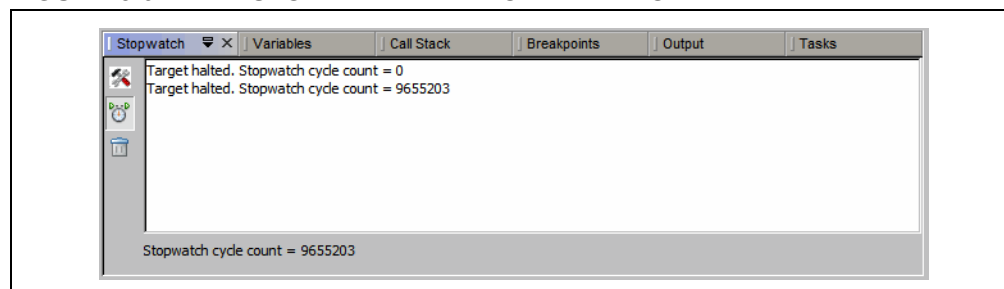 Stopwatch Variables Call Stack Breakpoints Output Tasks
Target halted. Stopwatch cycle count = 0
Target halted. Stopwatch cycle count = 9655203
Stopwatch cycle count = 9655203